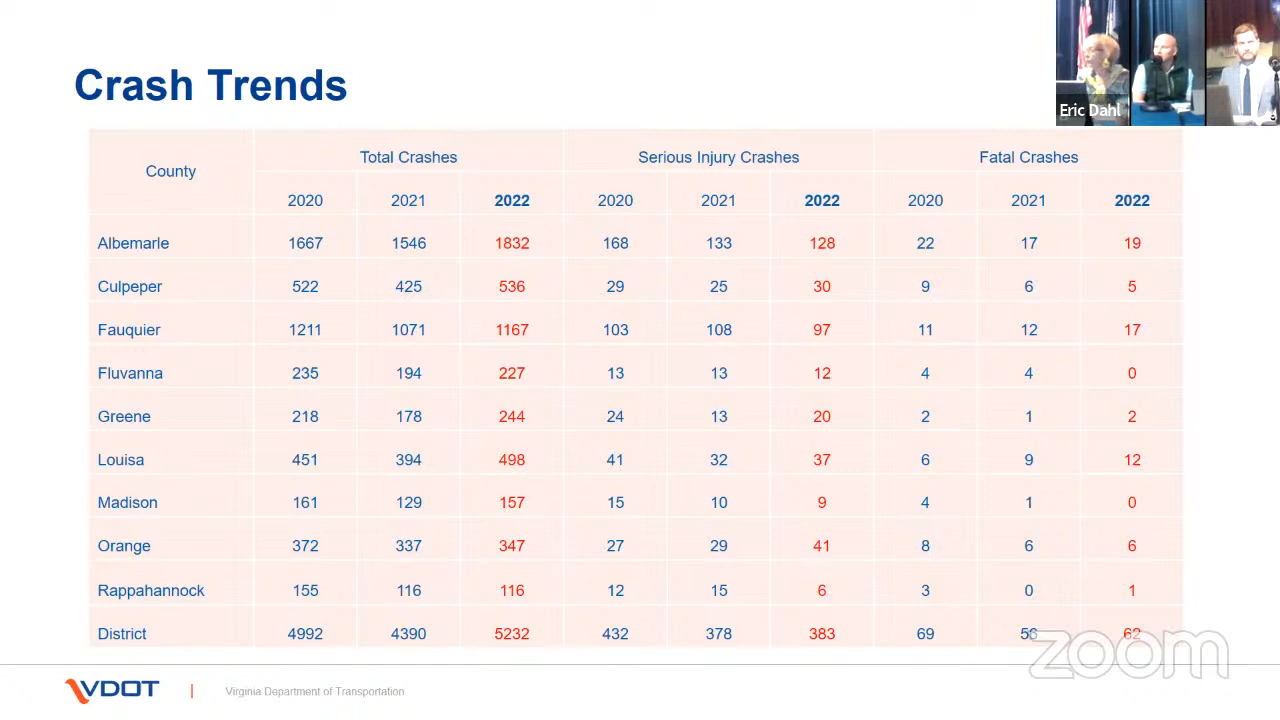 Eric Dahl
Crash Trends
County Total Crashes Serious Injury Crashes Fatal Crashes
2020 2021 2022 2020 2021 2022 2020 2021 2022
Albemarle 1667 1546 1832 168 133 128 22 17 19
Culpeper 522 425 536 29 25 30 9 6 5
Fauquier 1211 1071 1167 103 108 97 11 12 17
Fluvanna 235 194 227 13 13 12 4 4 0
Greene 218 178 244 24 13 20 2 1 2
Louisa 451 394 498 41 32 37 6 9 12
Madison 161 129 157 15 10 9 4 1 0
Orange 372 337 347 27 29 41 8 6 6
Rappahannock 155 116 116 12 15 6 3 0 1
District 4992 4390 5232 432 378 383 69 56 62
zoom
VDOT | Virginia Department of Transportation